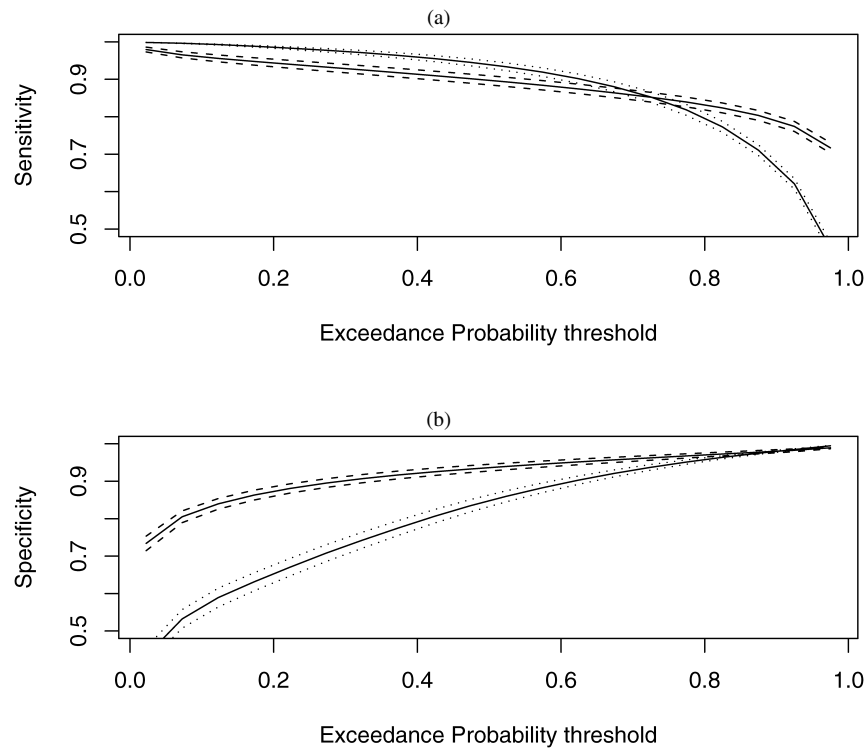 (a)
Sensitivity
0.5 0.7 0.9
0.0 0.2 0.4 0.6 0.8 1.0
Exceedance Probability threshold
(b)
Specificity
0.5 0.7 0.9
0.0 0.2 0.4 0.6 0.8 1.0
Exceedance Probability threshold